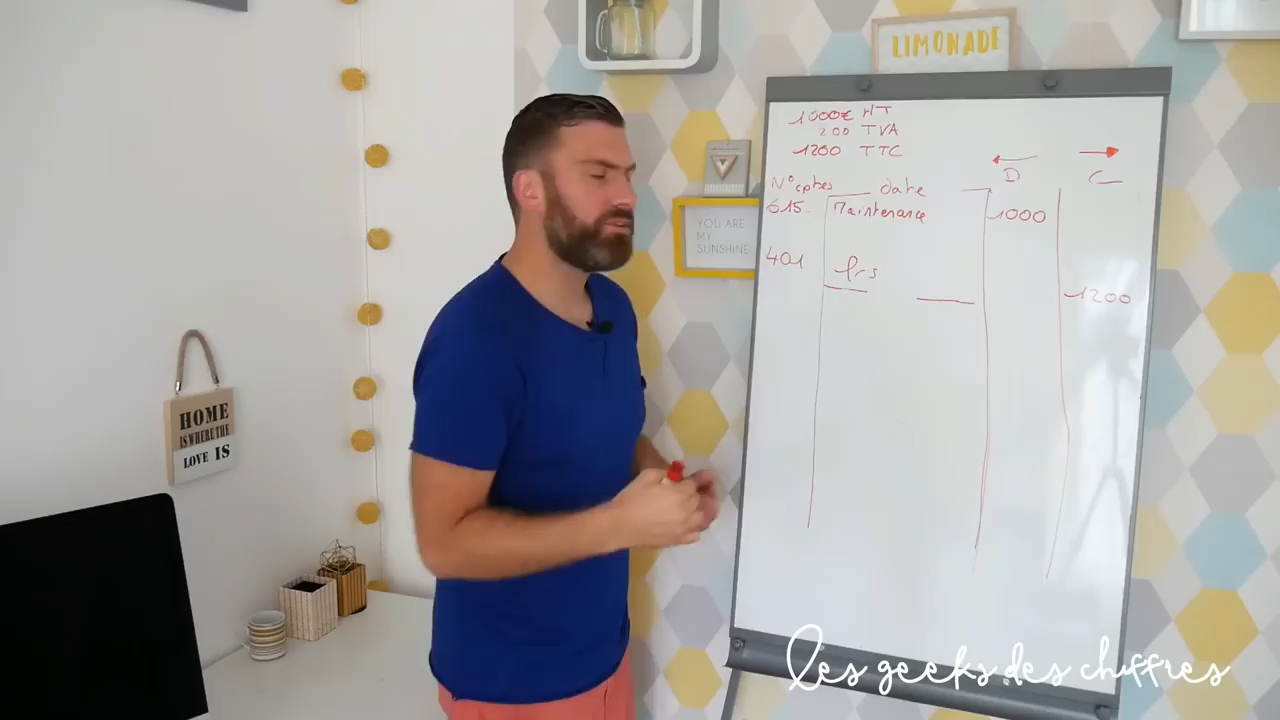 LIMONADE
1000€ HT
200 TVA
1200 TTC
D C
N° cptes date
615 Maintenance 1000
401 frs
1200
YOU ARE
MY
SUNSHINE
HOME
IS WHERE THE
LOVE IS
les geeks des chiffres